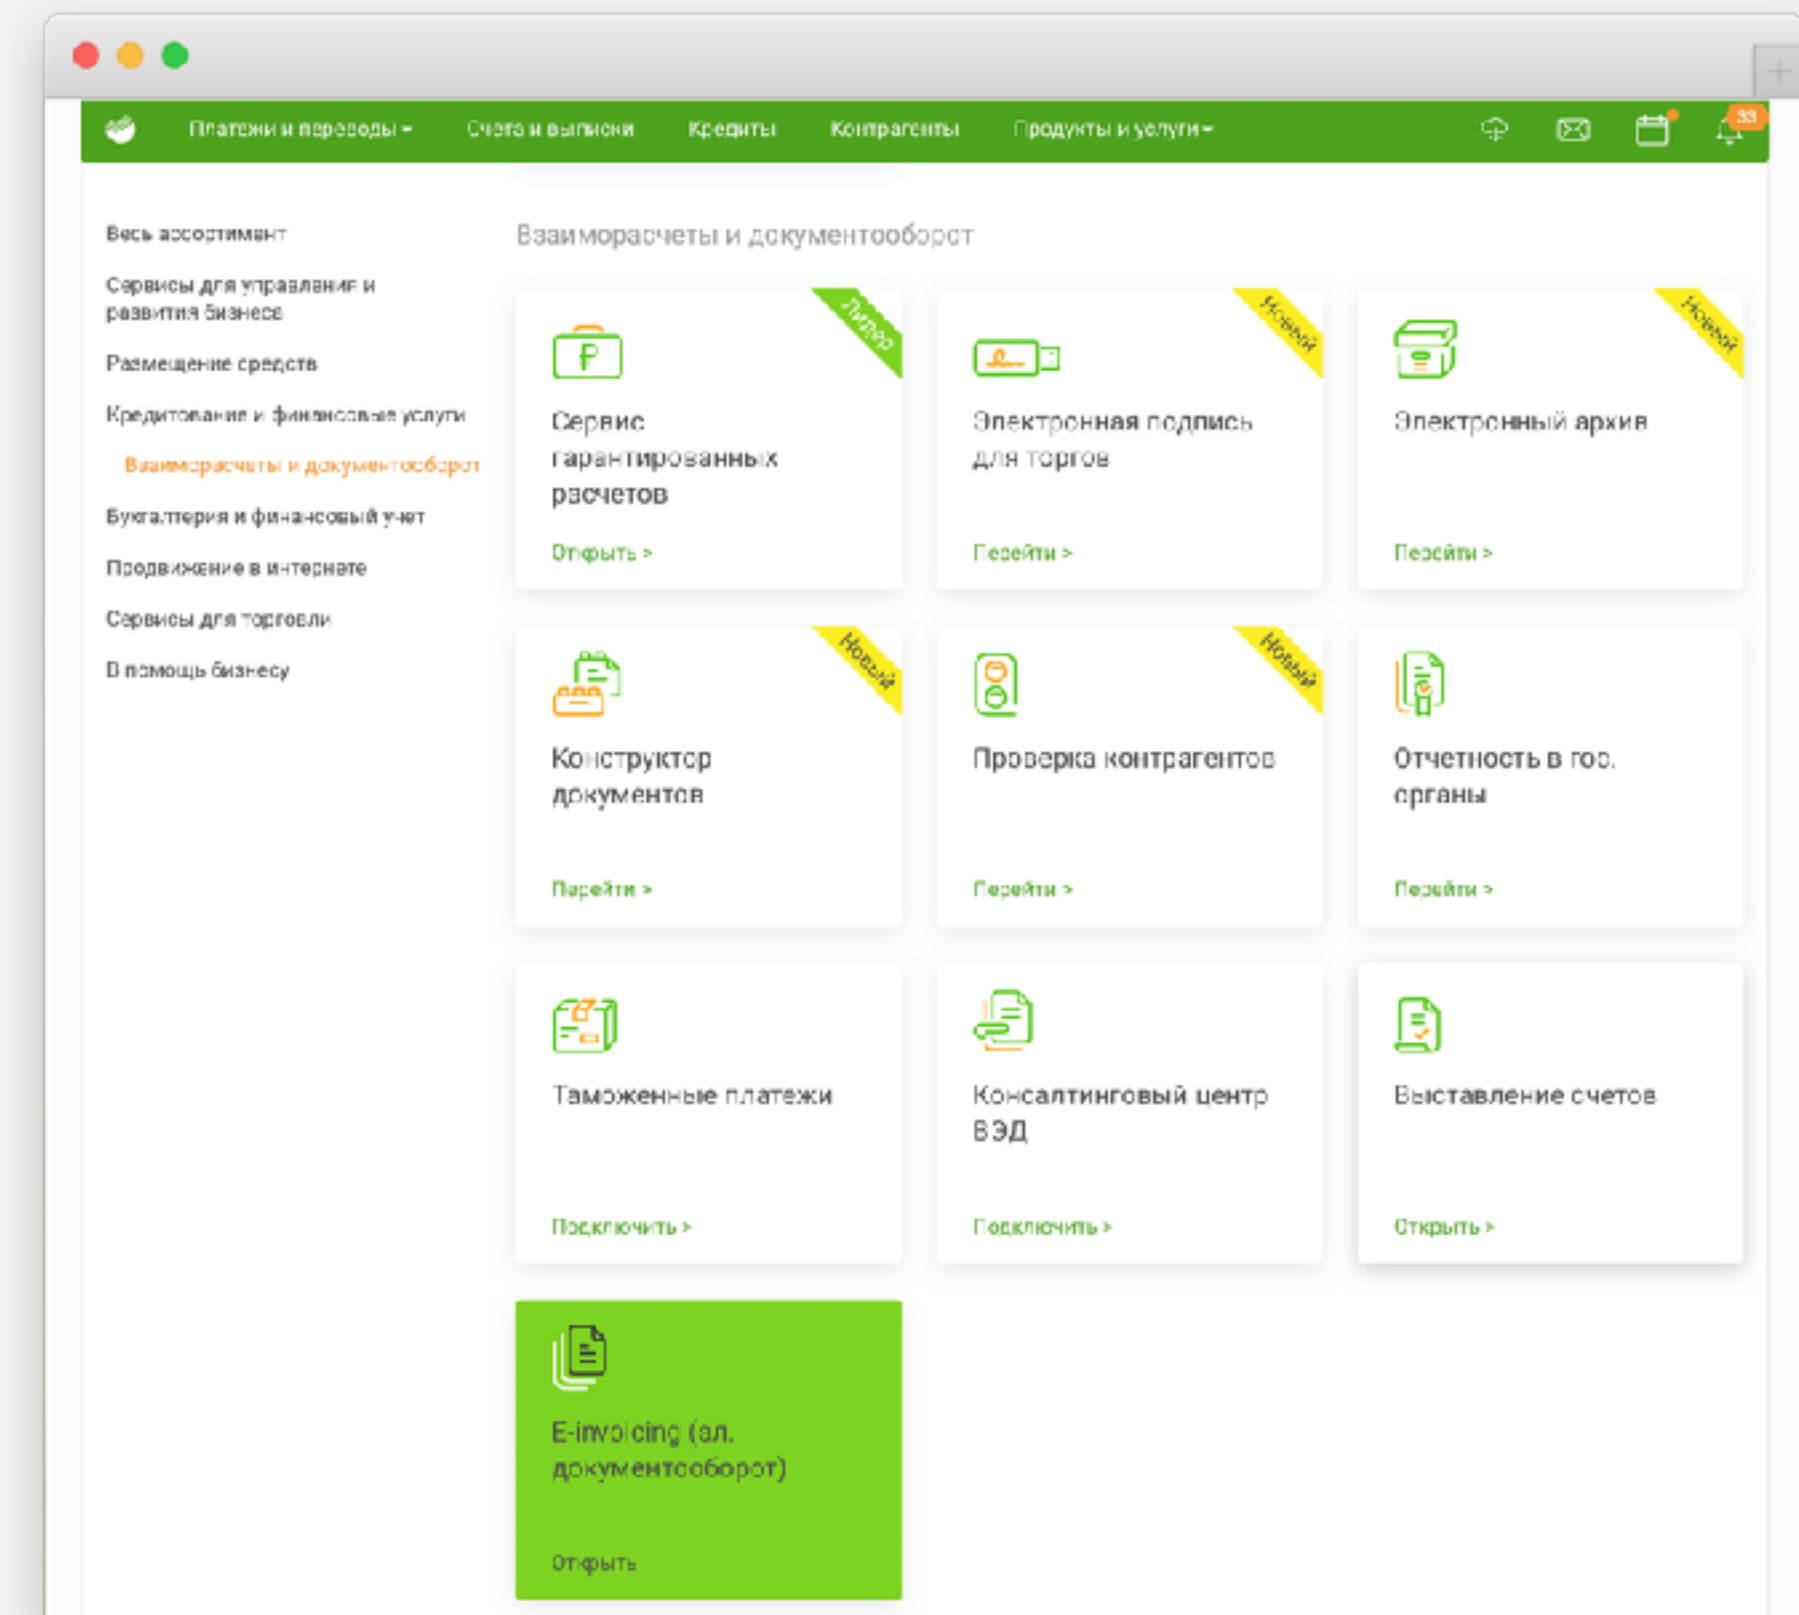 33
Платежи и переводы
Счета и выписки
Кредиты
Контрагенты
Продукты и услуги
Весь ассортимент
Сервисы для управления и
развития бизнеса
Размещение средств
Кредитование и финансовые услуги
Взаиморасчеты и документооборот
Бухгалтерия и финансовый учет
Продвижение в интернете
Сервисы для торговли
В помощь бизнесу
Взаиморасчеты и документооборот
Лидер
Сервис
гарантированных
расчетов
Открыть >
Новый
Электронная подпись
для торгов
Перейти >
Новый
Электронный архив
Перейти >
Новый
Конструктор
документов
Перейти >
Новый
Проверка контрагентов
Перейти >
Отчетность в гос.
органы
Перейти >
Таможенные платежи
Подключить >
Консалтинговый центр
ВЭД
Подключить >
Выставление счетов
Открыть >
E-invoicing (эл.
документооборот)
Открыть